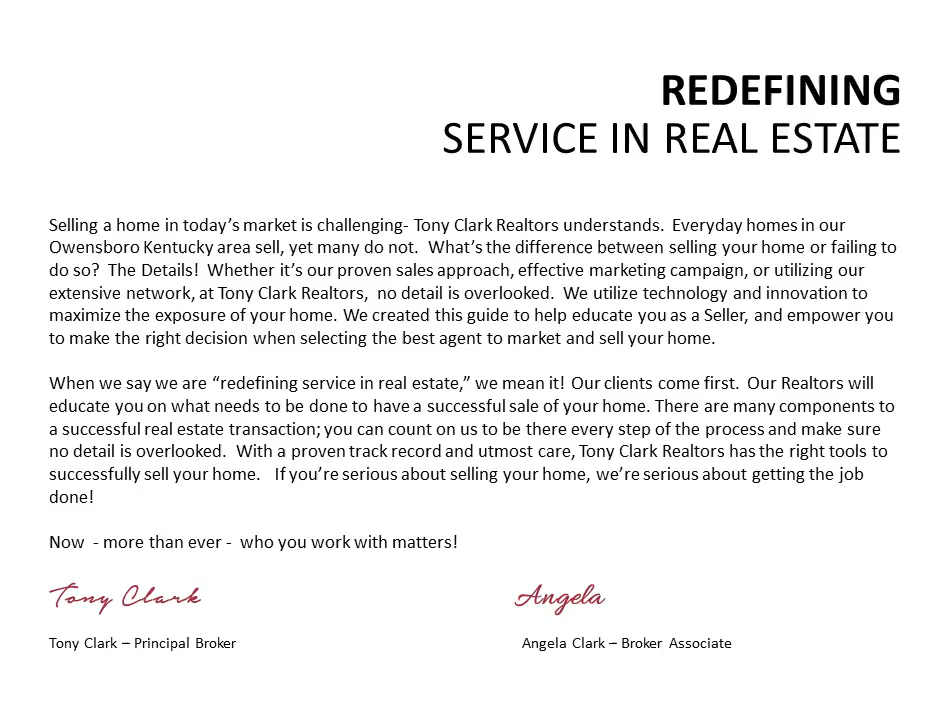 REDEFINING
SERVICE IN REAL ESTATE
Selling a home in today’s market is challenging- Tony Clark Realtors understands.  Everyday homes in our
Owensboro Kentucky area sell, yet many do not.  What’s the difference between selling your home or failing to
do so?  The Details!  Whether it’s our proven sales approach, effective marketing campaign, or utilizing our
extensive network, at Tony Clark Realtors,  no detail is overlooked.  We utilize technology and innovation to
maximize the exposure of your home. We created this guide to help educate you as a Seller, and empower you
to make the right decision when selecting the best agent to market and sell your home.
When we say we are “redefining service in real estate,” we mean it! Our clients come first.  Our Realtors will
educate you on what needs to be done to have a successful sale of your home. There are many components to
a successful real estate transaction; you can count on us to be there every step of the process and make sure
no detail is overlooked.  With a proven track record and utmost care, Tony Clark Realtors has the right tools to
successfully sell your home.   If you’re serious about selling your home, we’re serious about getting the job
done!
Now  - more than ever -  who you work with matters!
Tony Clark
Angela
Tony Clark – Principal Broker
Angela Clark – Broker Associate